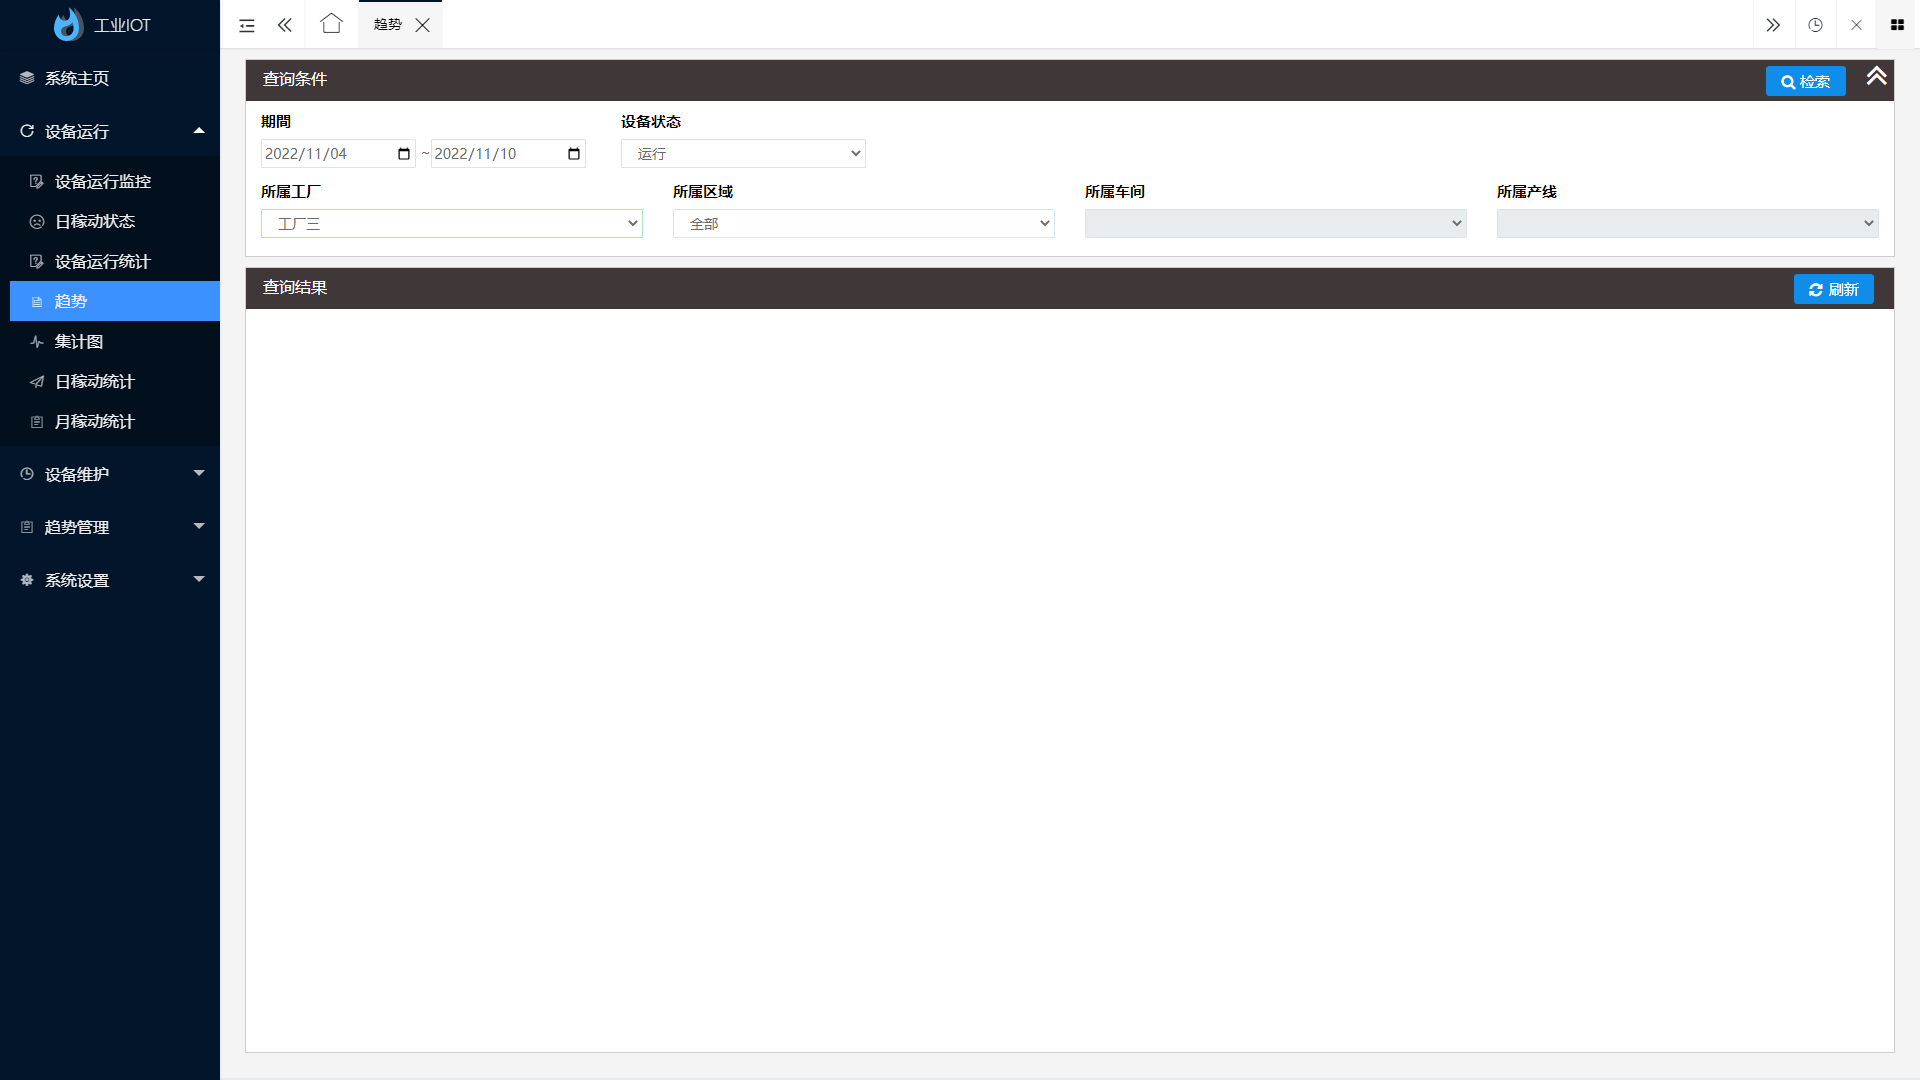 工业IOT
趋势
系统主页
设备运行
设备运行监控
日稼动状态
设备运行统计
趋势
集计图
日稼动统计
月稼动统计
设备维护
趋势管理
系统设置
查询条件
检索
期間
设备状态
2022/11/04 ~ 2022/11/10
运行
所属工厂
所属区域
所属车间
所属产线
工厂三
全部
查询结果
刷新